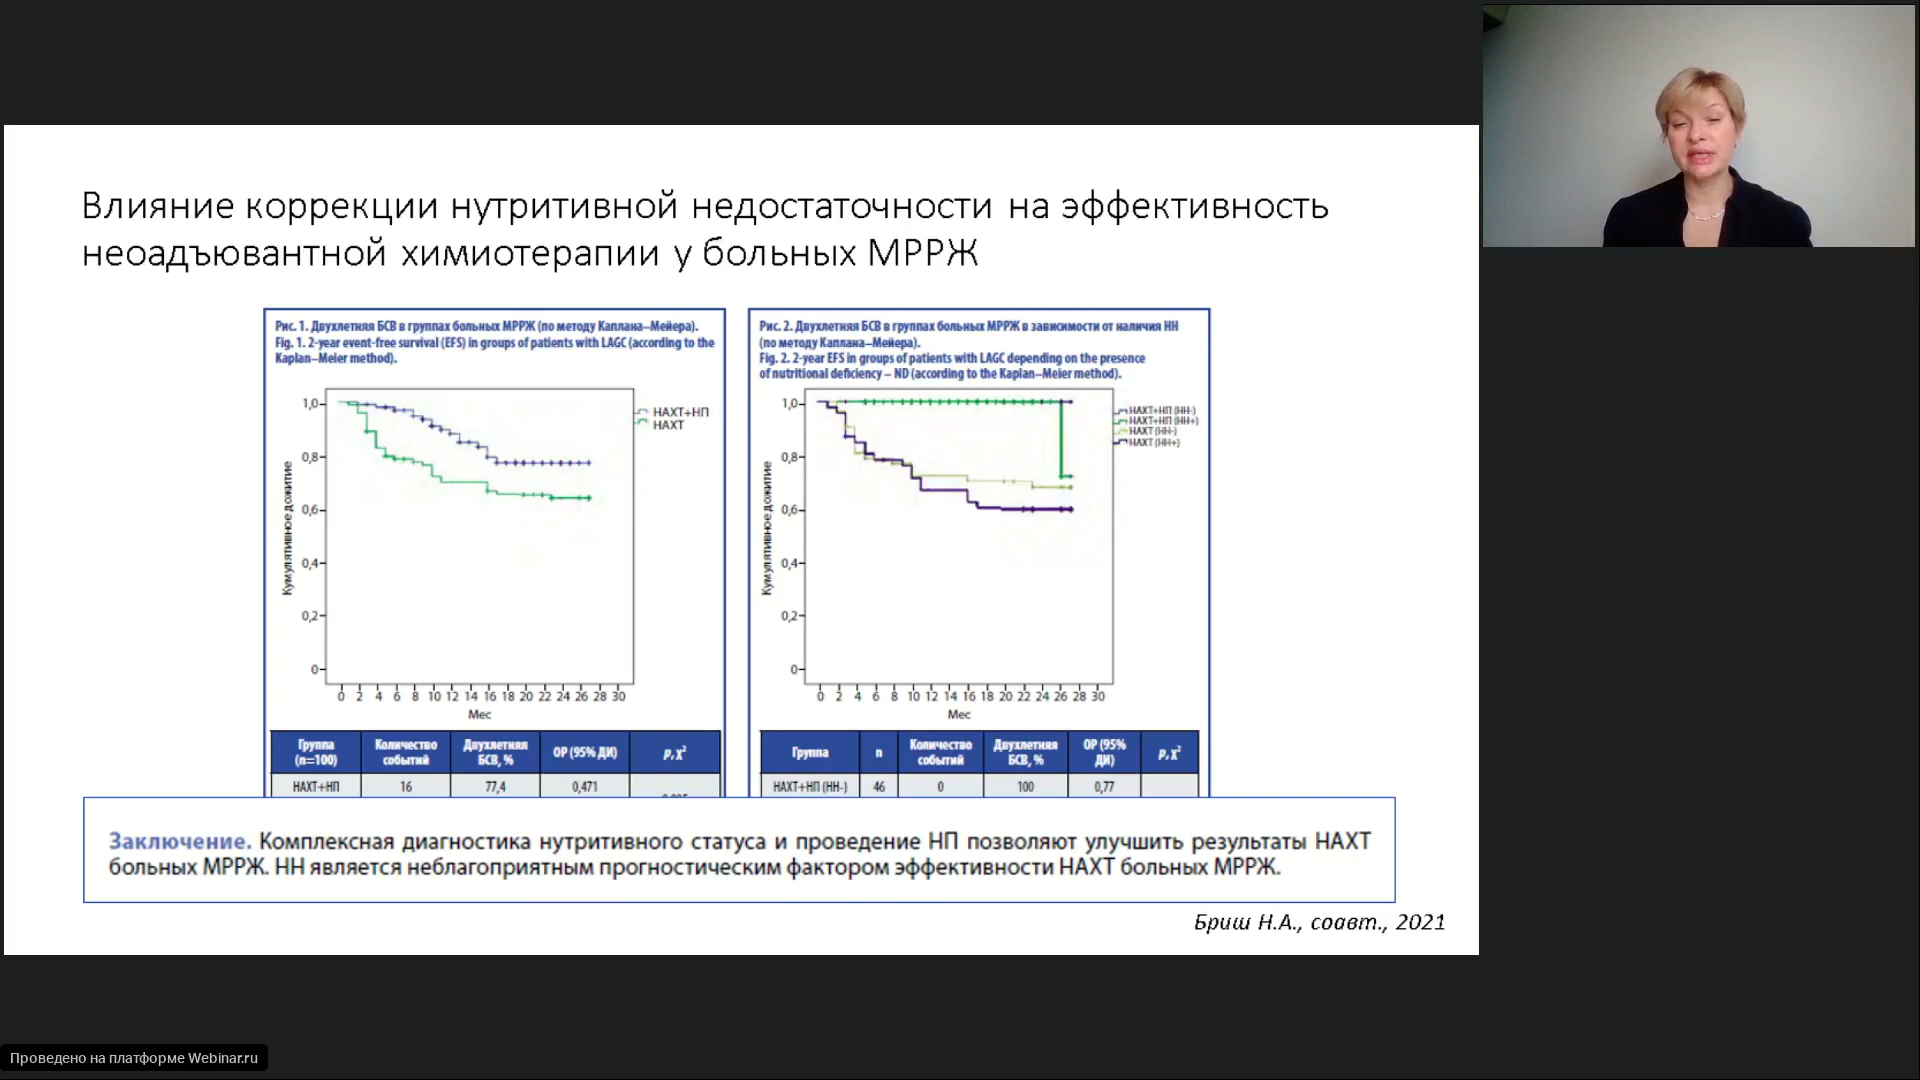 Влияние коррекции нутритивной недостаточности на эффективность
неоадъювантной химиотерапии у больных МРРЖ
Рис. 1. Двухлетняя БСВ в группах больных МРРЖ (по методу Каплана–Мейера).
Fig. 1. 2-year event-free survival (EFS) in groups of patients with LAGC (according to the
Kaplan–Meier method).
Кумулятивное дожитие
1,0
0,8
0,6
0,4
0,2
0
0 2 4 6 8 10 12 14 16 18 20 22 24 26 28 30
Мес
НАХТ+НП
НАХТ
Группа (n=100) Количество событий Двухлетняя БСВ, % ОР (95% ДИ) p, χ²
НАХТ+НП 16 77,4 0,471
Рис. 2. Двухлетняя БСВ в группах больных МРРЖ в зависимости от наличия НН
(по методу Каплана–Мейера).
Fig. 2. 2-year EFS in groups of patients with LAGC depending on the presence
of nutritional deficiency – ND (according to the Kaplan–Meier method).
Кумулятивное дожитие
1,0
0,8
0,6
0,4
0,2
0
0 2 4 6 8 10 12 14 16 18 20 22 24 26 28 30
Мес
НАХТ+НП (НН-)
НАХТ+НП (НН+)
НАХТ (НН-)
НАХТ (НН+)
Группа n Количество событий Двухлетняя БСВ, % ОР (95% ДИ) p, χ²
НАХТ+НП (НН-) 46 0 100 0,77
Заключение. Комплексная диагностика нутритивного статуса и проведение НП позволяют улучшить результаты НАХТ
больных МРРЖ. НН является неблагоприятным прогностическим фактором эффективности НАХТ больных МРРЖ.
Бриш Н.А., соавт., 2021
Проведено на платформе Webinar.ru